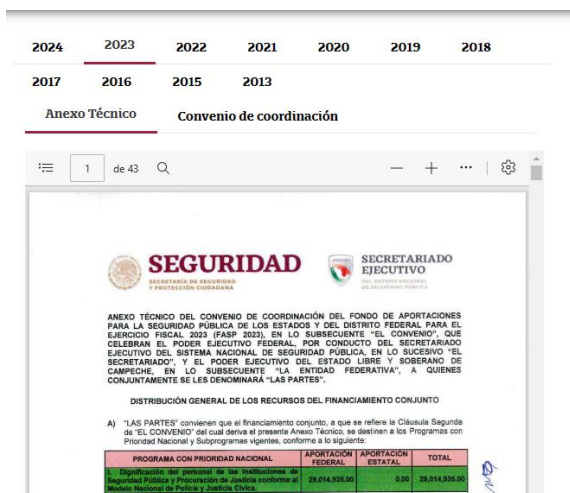 2024 2023 2022 2021 2020 2019 2018
2017 2016 2015 2013
Anexo Técnico Convenio de coordinación
1 de 43
SEGURIDAD
SECRETARÍA DE SEGURIDAD
Y PROTECCIÓN CIUDADANA
SECRETARIADO
EJECUTIVO
DEL SISTEMA NACIONAL
DE SEGURIDAD PÚBLICA
ANEXO TÉCNICO DEL CONVENIO DE COORDINACIÓN DEL FONDO DE APORTACIONES
PARA LA SEGURIDAD PÚBLICA DE LOS ESTADOS Y DEL DISTRITO FEDERAL PARA EL
EJERCICIO FISCAL 2023 (FASP 2023), EN LO SUBSECUENTE "EL CONVENIO", QUE
CELEBRAN EL PODER EJECUTIVO FEDERAL, POR CONDUCTO DEL SECRETARIADO
EJECUTIVO DEL SISTEMA NACIONAL DE SEGURIDAD PÚBLICA, EN LO SUCESIVO "EL
SECRETARIADO", Y EL PODER EJECUTIVO DEL ESTADO LIBRE Y SOBERANO DE
CAMPECHE, EN LO SUBSECUENTE "LA ENTIDAD FEDERATIVA", A QUIENES
CONJUNTAMENTE SE LES DENOMINARÁ "LAS PARTES".
DISTRIBUCIÓN GENERAL DE LOS RECURSOS DEL FINANCIAMIENTO CONJUNTO
A) "LAS PARTES" convienen que el financiamiento conjunto, a que se refiere la Cláusula Segunda
de "EL CONVENIO" del cual deriva el presente Anexo Técnico, se destinen a los Programas con
Prioridad Nacional y Subprogramas vigentes, conforme a lo siguiente:
PROGRAMA CON PRIORIDAD NACIONAL APORTACIÓN FEDERAL APORTACIÓN ESTATAL TOTAL
I. Dignificación del personal de las Instituciones de
Seguridad Pública y Procuración de Justicia conforme al 29,014,935.00 0.00 29,014,935.00
Modelo Nacional de Policía y Justicia Cívica.